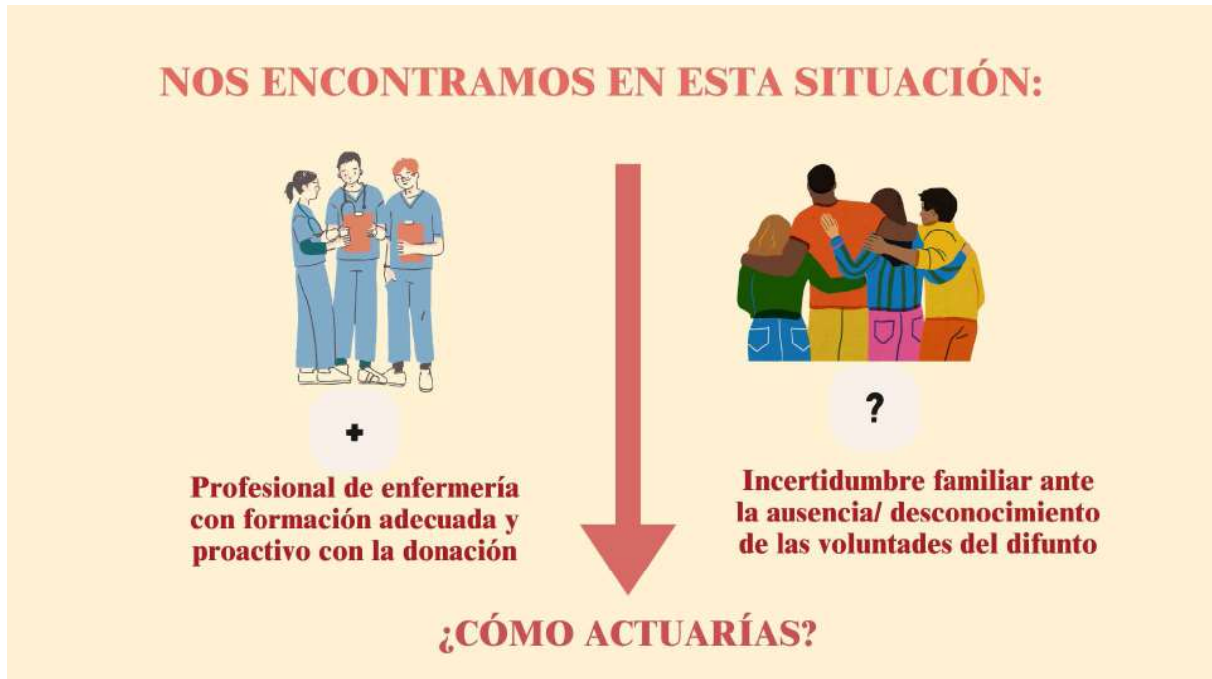 NOS ENCONTRAMOS EN ESTA SITUACIÓN:
+
Profesional de enfermería
con formación adecuada y
proactivo con la donación
?
Incertidumbre familiar ante
la ausencia/ desconocimiento
de las voluntades del difunto
¿CÓMO ACTUARÍAS?